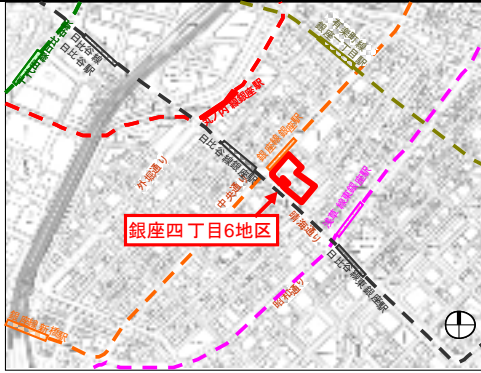 有楽町線
銀座一丁目駅
日比谷線
日比谷駅
丸ノ内線銀座駅
銀座線銀座駅
日比谷線銀座駅
浅草線東銀座駅
外堀通り
中央通り
晴海通り
銀座四丁目6地区
日比谷線東銀座駅
昭和通り
銀座線新橋駅